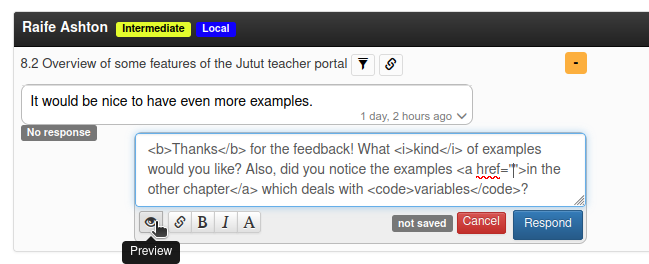 Raife Ashton Intermediate Local
8.2 Overview of some features of the Jutut teacher portal -
It would be nice to have even more examples.
1 day, 2 hours ago
No response
<b>Thanks</b> for the feedback! What <i>kind</i> of examples
would you like? Also, did you notice the examples <a href="">in the
other chapter</a> which deals with <code>variables</code>?
B I A not saved Cancel Respond
Preview